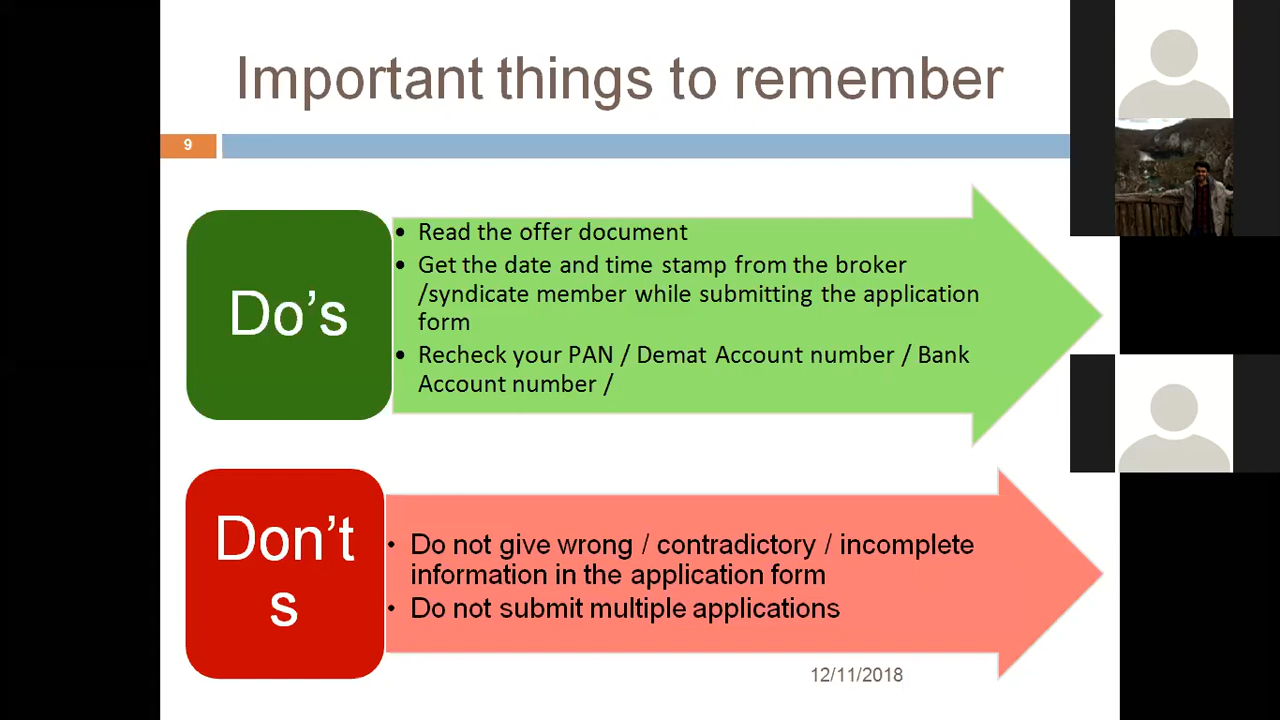 Important things to remember
9
Do’s
• Read the offer document
• Get the date and time stamp from the broker
/syndicate member while submitting the application
form
• Recheck your PAN / Demat Account number / Bank
Account number /
Don’t
s
• Do not give wrong / contradictory / incomplete
information in the application form
• Do not submit multiple applications
12/11/2018